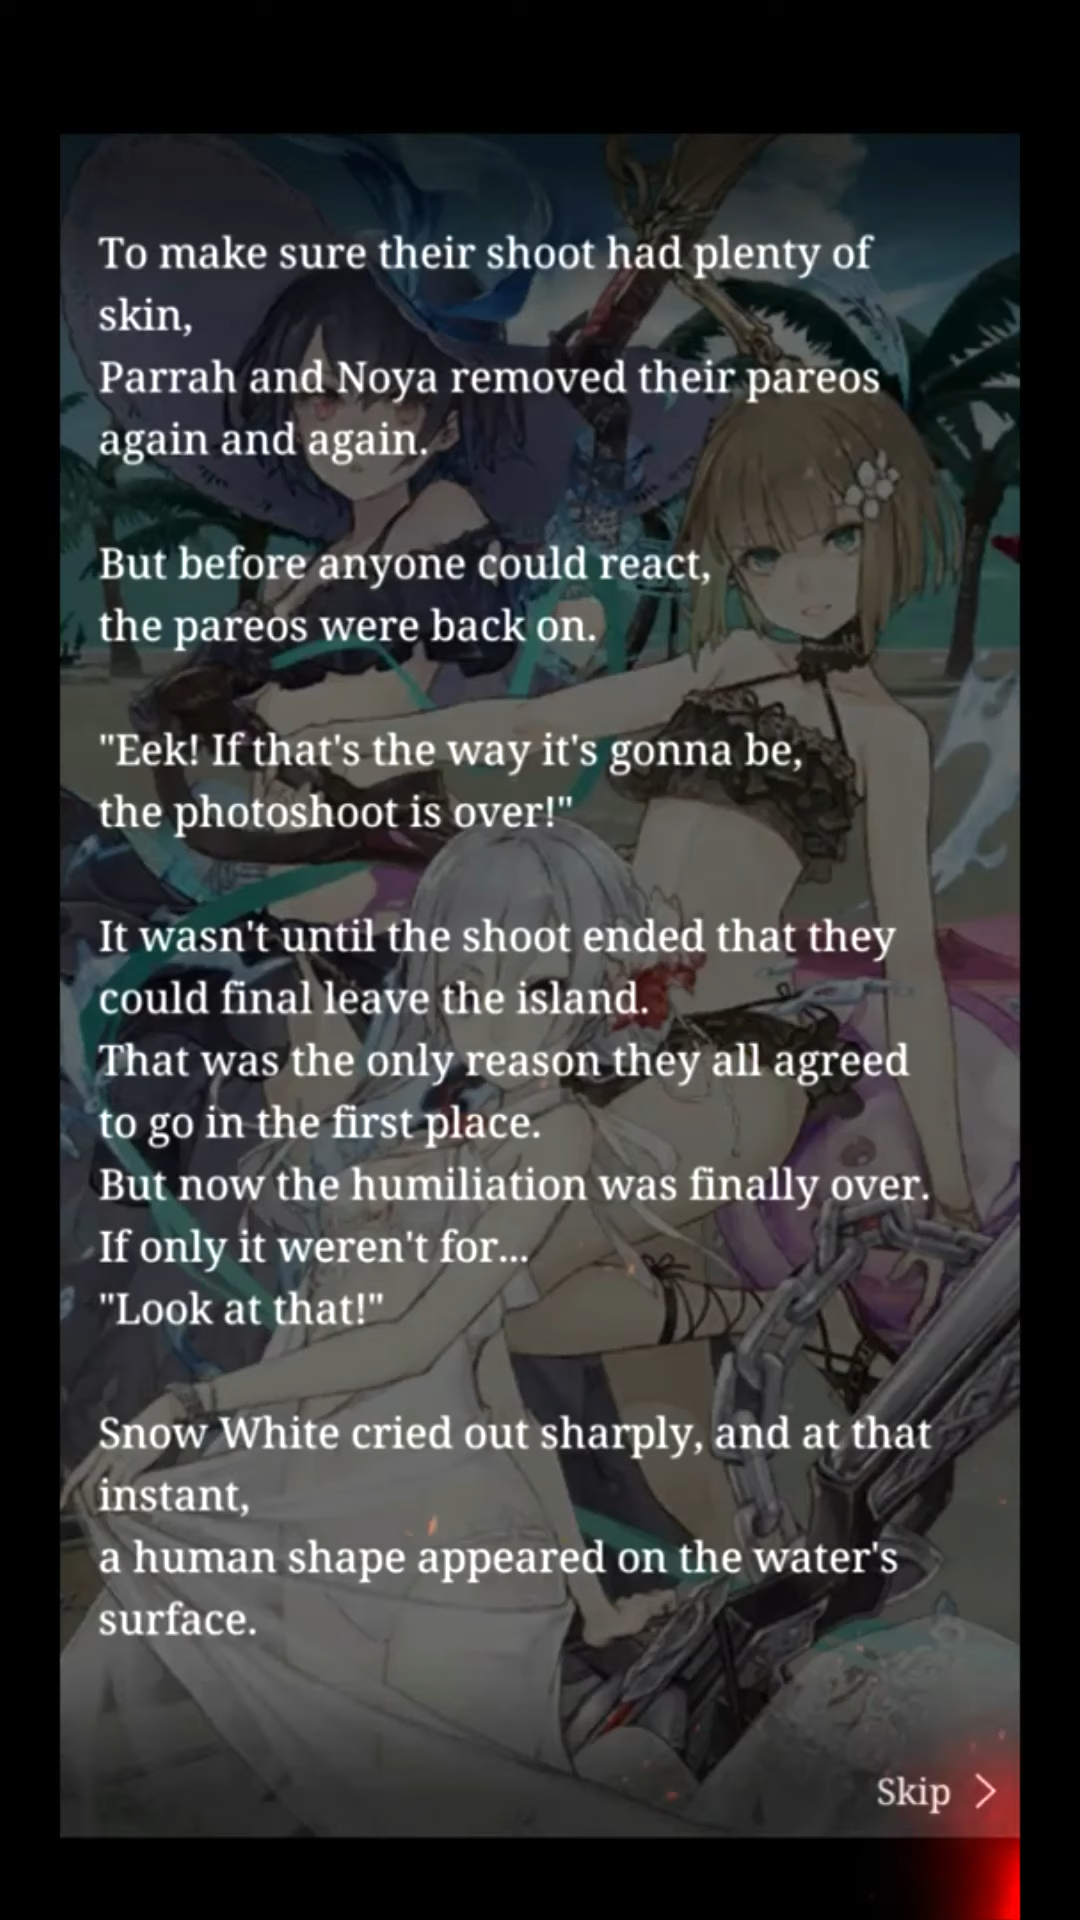 To make sure their shoot had plenty of
skin,
Parrah and Noya removed their pareos
again and again.
But before anyone could react,
the pareos were back on.
"Eek! If that's the way it's gonna be,
the photoshoot is over!"
It wasn't until the shoot ended that they
could final leave the island.
That was the only reason they all agreed
to go in the first place.
But now the humiliation was finally over.
If only it weren't for...
"Look at that!"
Snow White cried out sharply, and at that
instant,
a human shape appeared on the water's
surface.
Skip >